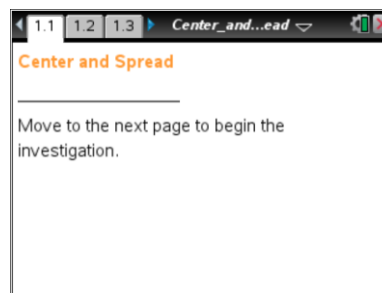 1.1 1.2 1.3 Center_and...ead
Center and Spread
Move to the next page to begin the
investigation.